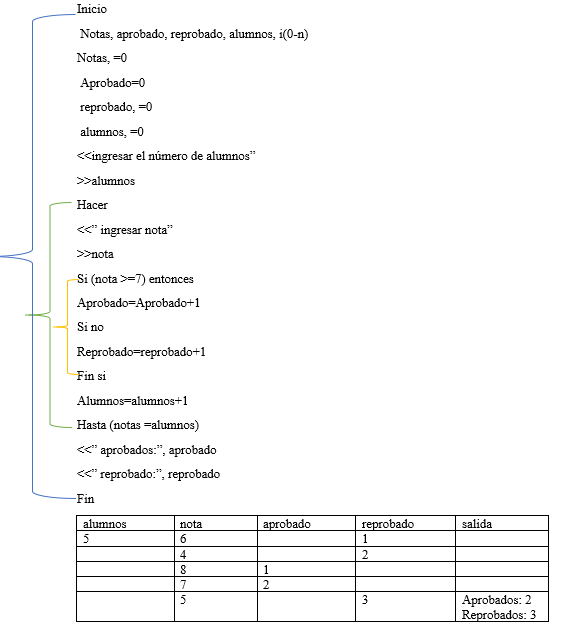 Inicio
Notas, aprobado, reprobado, alumnos, i(0-n)
Notas, =0
Aprobado=0
reprobado, =0
alumnos, =0
<<ingresar el número de alumnos”
>>alumnos
Hacer
<<” ingresar nota”
>>nota
Si (nota >=7) entonces
Aprobado=Aprobado+1
Si no
Reprobado=reprobado+1
Fin si
Alumnos=alumnos+1
Hasta (notas =alumnos)
<<” aprobados:”, aprobado
<<” reprobado:”, reprobado
Fin
alumnos nota aprobado reprobado salida
5 6 1
4 2
8 1
7 2
5 3 Aprobados: 2
Reprobados: 3